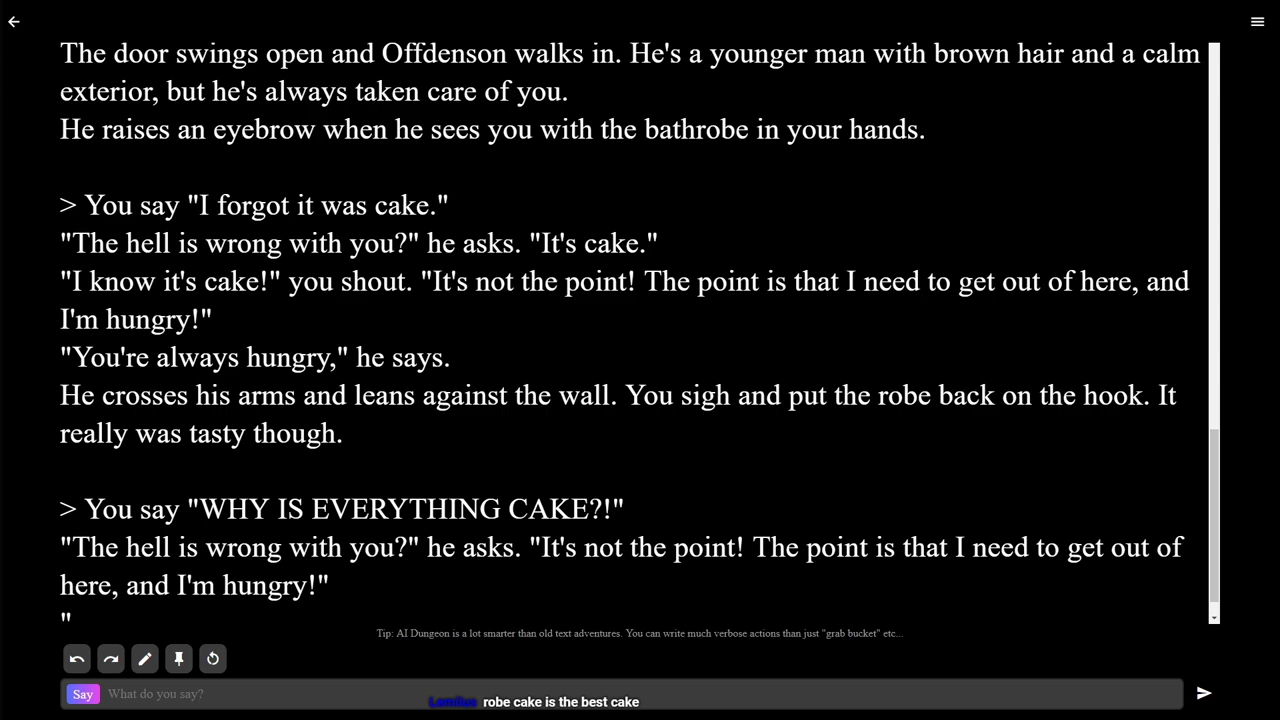 The door swings open and Offdenson walks in. He's a younger man with brown hair and a calm
exterior, but he's always taken care of you.
He raises an eyebrow when he sees you with the bathrobe in your hands.
> You say "I forgot it was cake."
"The hell is wrong with you?" he asks. "It's cake."
"I know it's cake!" you shout. "It's not the point! The point is that I need to get out of here, and
I'm hungry!"
"You're always hungry," he says.
He crosses his arms and leans against the wall. You sigh and put the robe back on the hook. It
really was tasty though.
> You say "WHY IS EVERYTHING CAKE?!"
"The hell is wrong with you?" he asks. "It's not the point! The point is that I need to get out of
here, and I'm hungry!"
"
Tip: AI Dungeon is a lot smarter than old text adventures. You can write much verbose actions than just "grab bucket" etc...
Say What do you say?
robe cake is the best cake